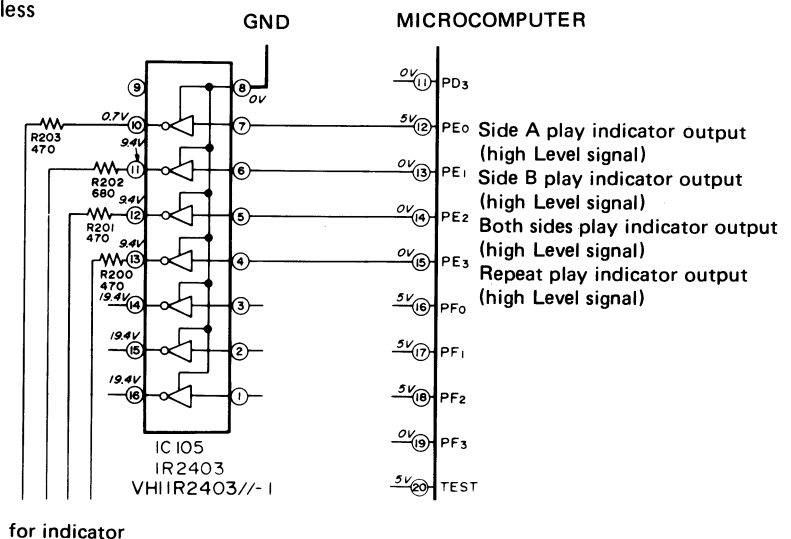 less
GND
MICROCOMPUTER
9
8
0V
0V 11 PD3
0.7V
10
7
5V 12 PE0
Side A play indicator output
(high Level signal)
R203
470
9.4V
11
6
0V 13 PE1
Side B play indicator output
(high Level signal)
R202
680
9.4V
12
5
0V 14 PE2
Both sides play indicator output
(high Level signal)
R201
470
9.4V
13
4
0V 15 PE3
Repeat play indicator output
(high Level signal)
R200
470
19.4V
14
3
5V 16 PF0
19.4V
15
2
5V 17 PF1
19.4V
16
1
5V 18 PF2
0V 19 PF3
IC105
IR2403
VHIIR2403//-1
5V 20 TEST
for indicator